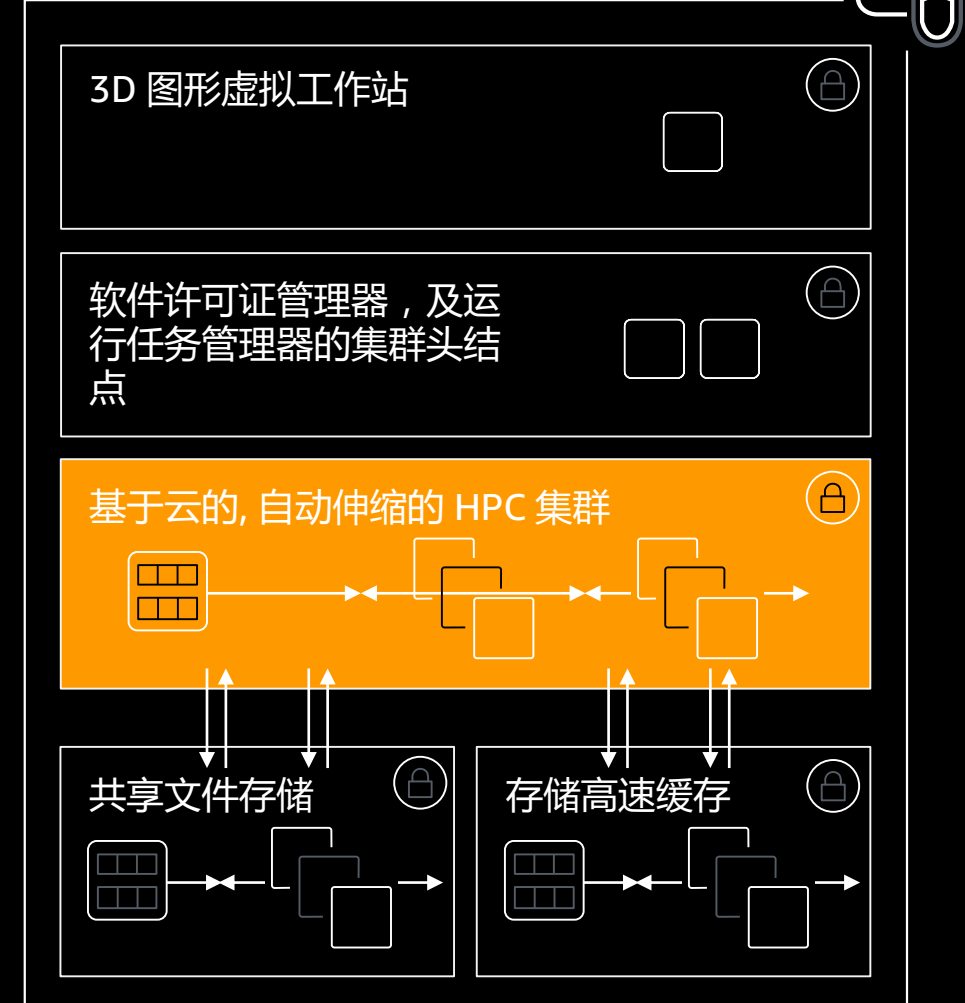 3D 图形虚拟工作站
软件许可证管理器，及运
行任务管理器的集群头结
点
基于云的, 自动伸缩的 HPC 集群
共享文件存储
存储高速缓存